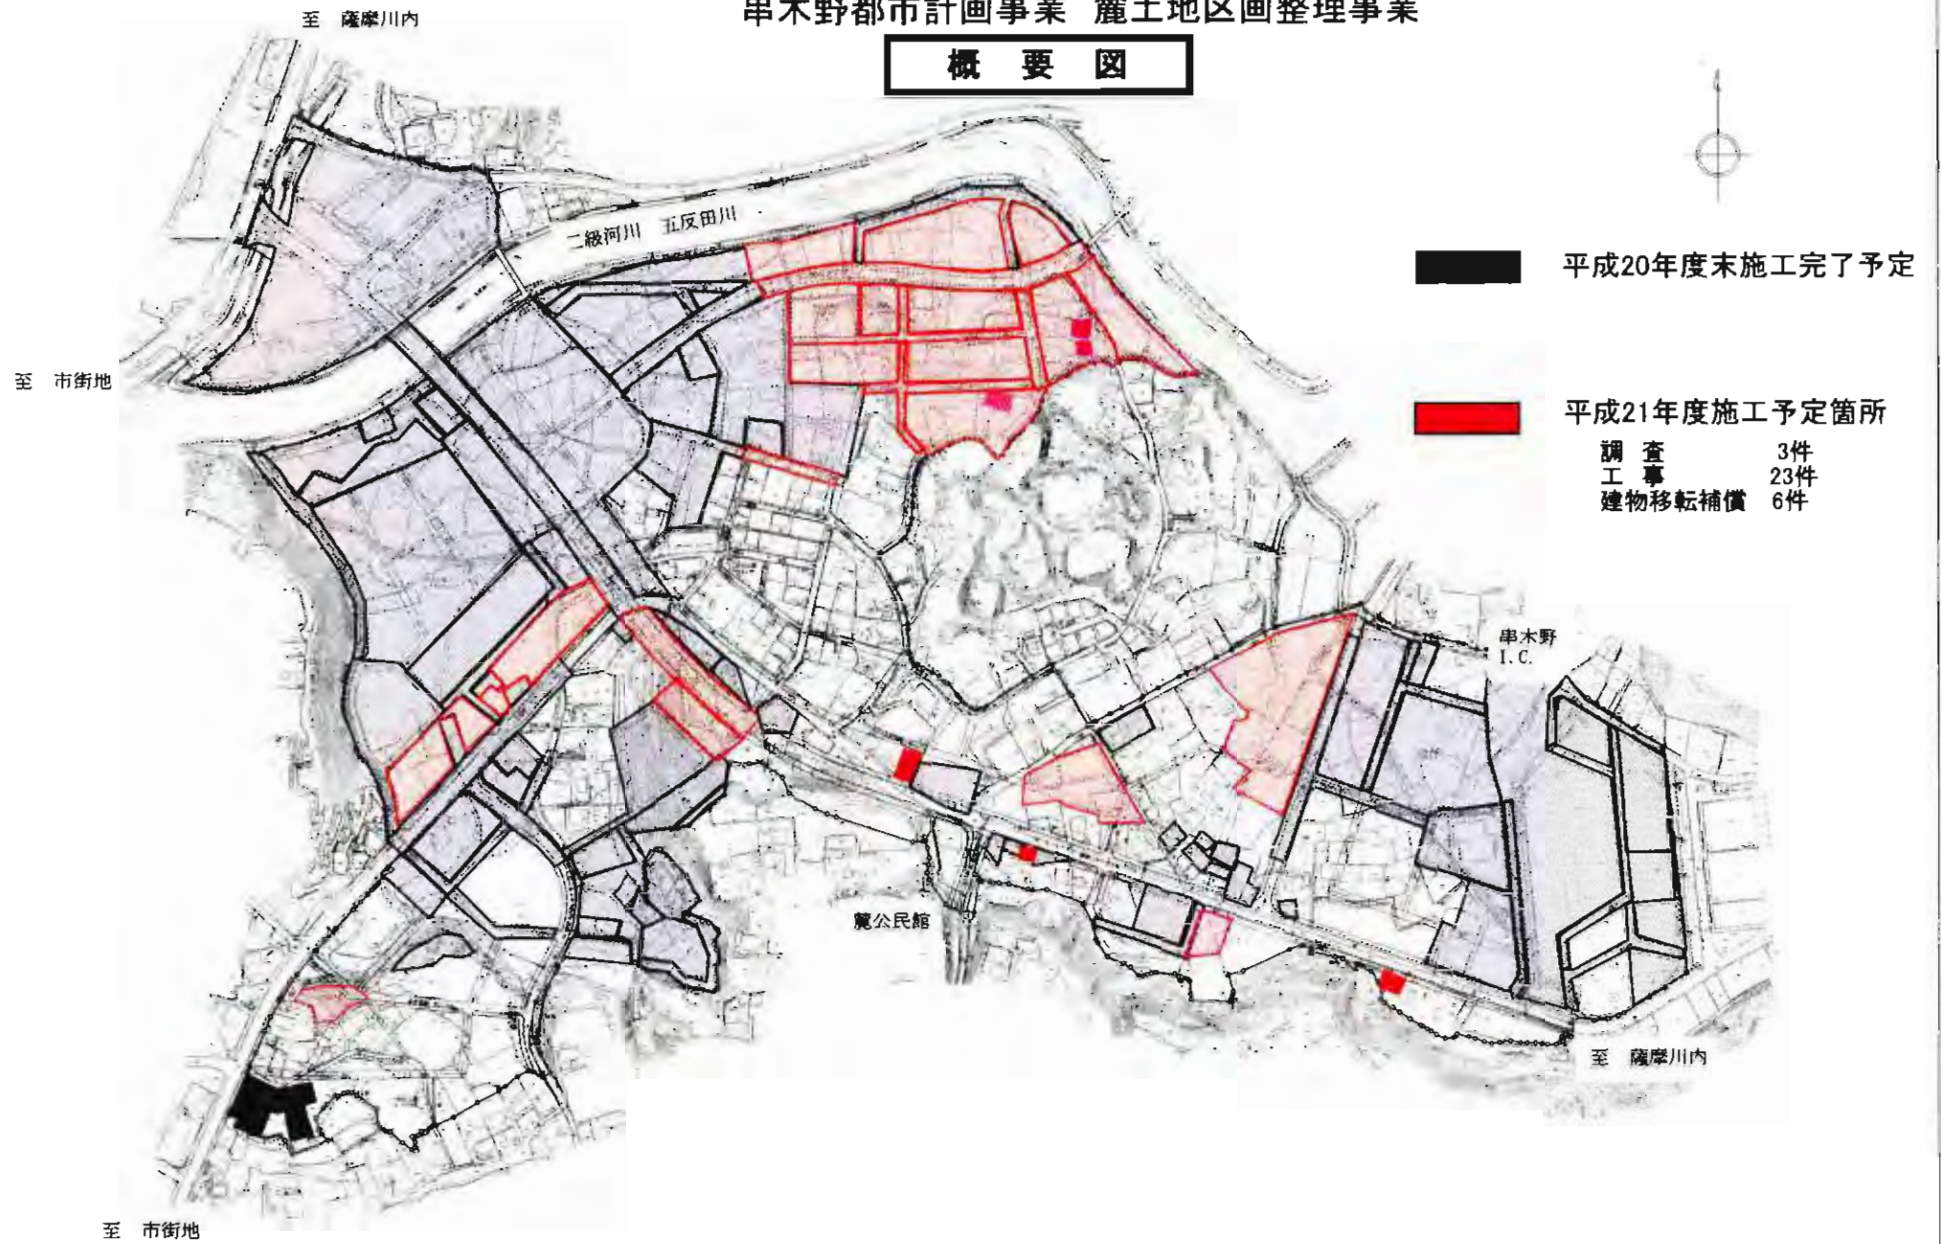 串木野都市計画事業 麓土地区画整理事業
概要図
至 薩摩川内
二級河川 五反田川
平成20年度末施工完了予定
至 市街地
平成21年度施工予定箇所
調査 3件
工事 23件
建物移転補償 6件
串木野
I.C.
麓公民館
至 薩摩川内
至 市街地